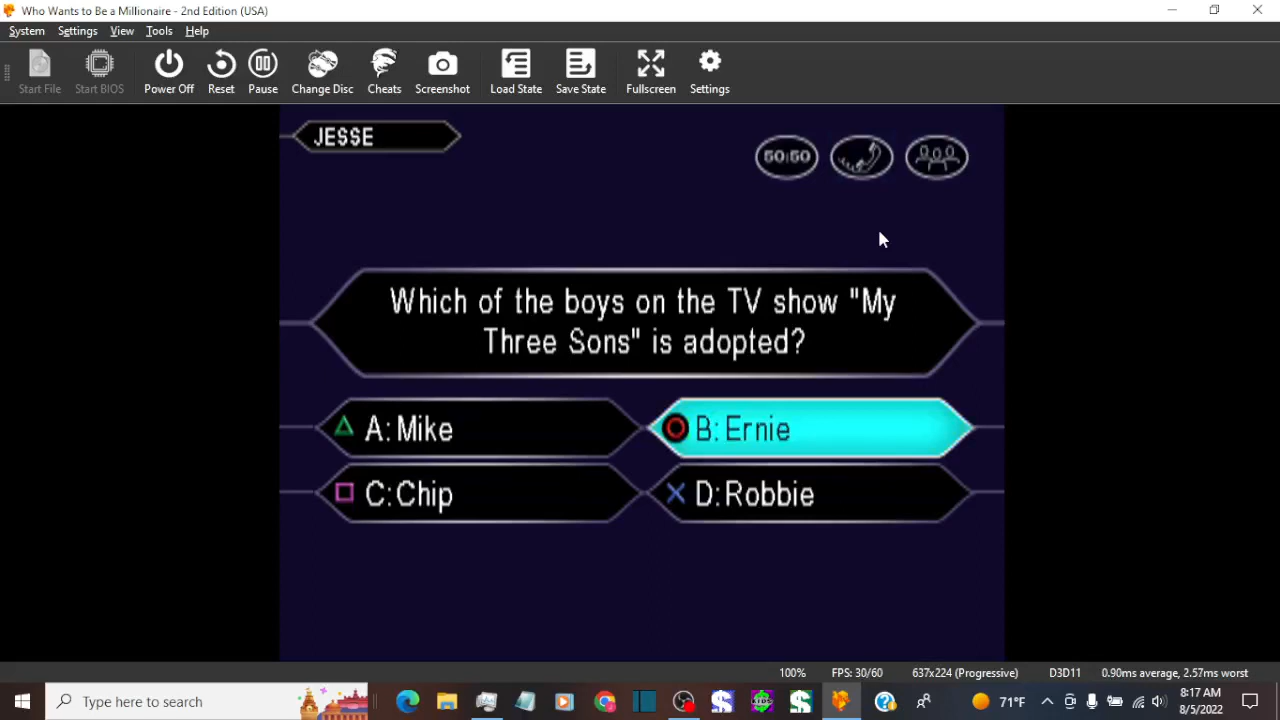 Who Wants to Be a Millionaire - 2nd Edition (USA)
System Settings View Tools Help
Start File Start BIOS Power Off Reset Pause Change Disc Cheats Screenshot Load State Save State Fullscreen Settings
JESSE
50:50
Which of the boys on the TV show "My
Three Sons" is adopted?
A: Mike
B: Ernie
C: Chip
D: Robbie
100% FPS: 30/60 637x224 (Progressive) D3D11 0.90ms average, 2.57ms worst
Type here to search
KIDS
71°F
8:17 AM
8/5/2022